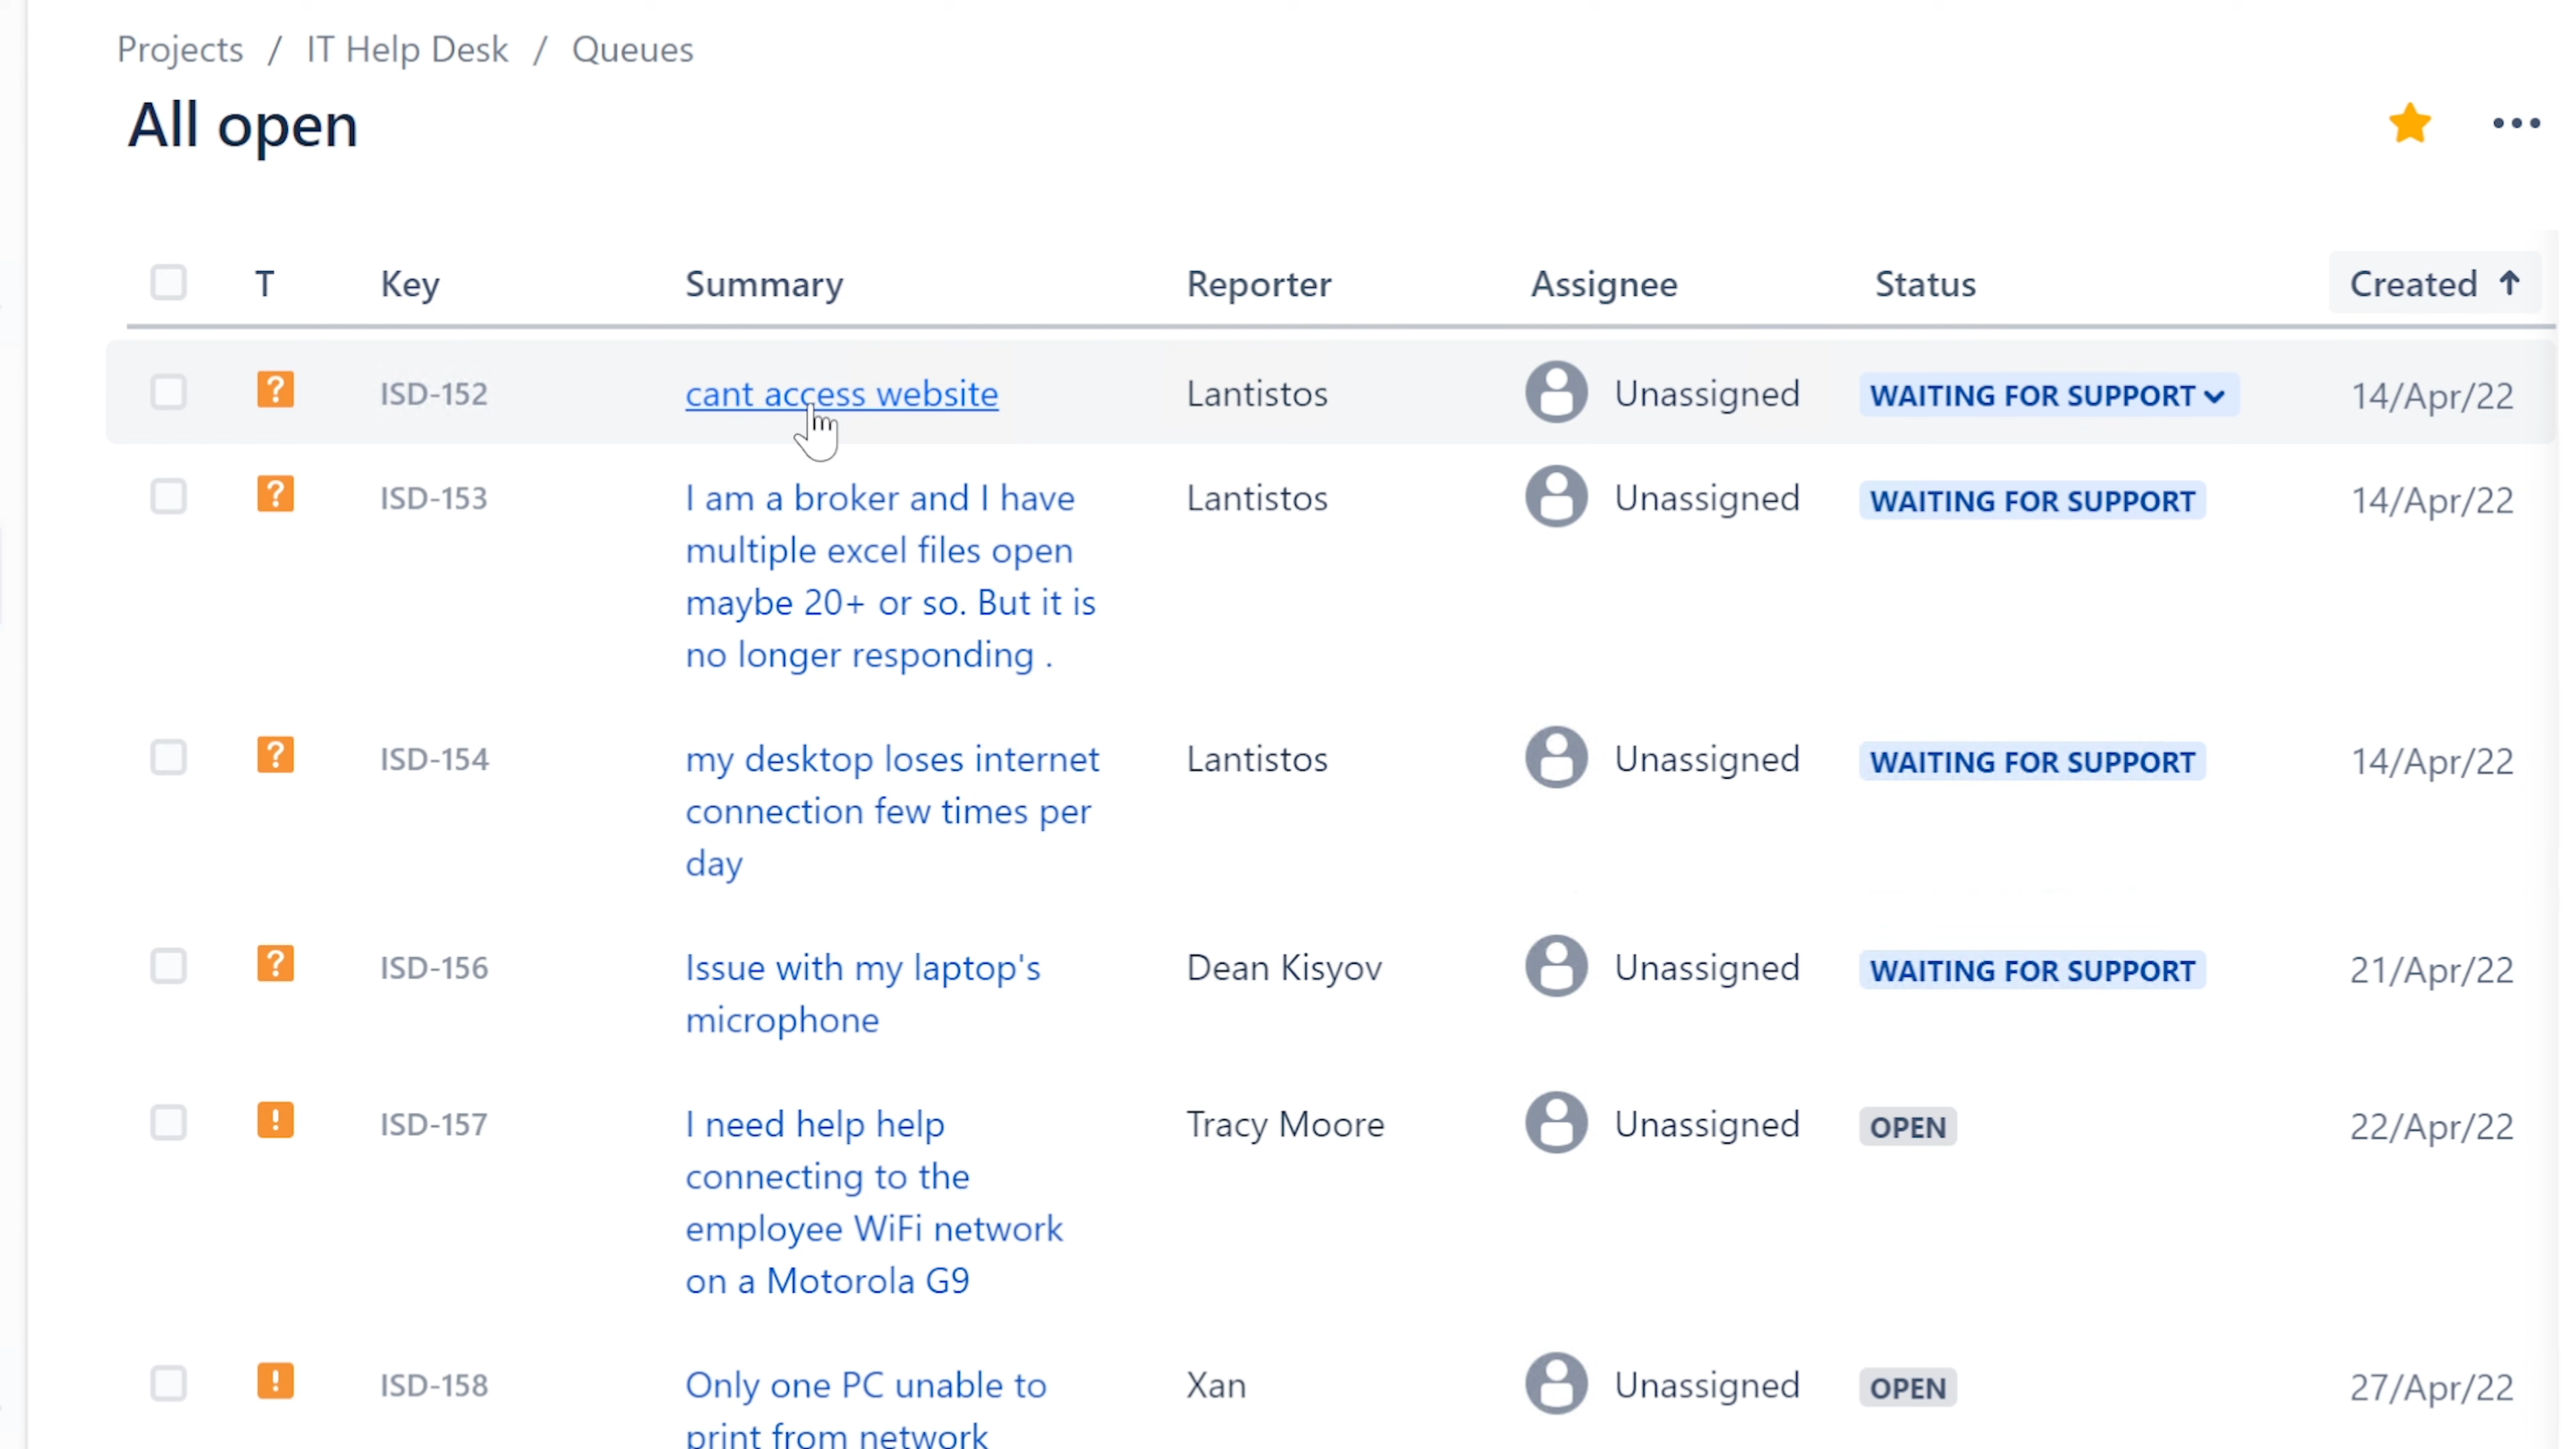 Projects / IT Help Desk / Queues
All open
T Key Summary Reporter Assignee Status Created ↑
ISD-152 cant access website Lantistos Unassigned WAITING FOR SUPPORT 14/Apr/22
ISD-153 I am a broker and I have Lantistos Unassigned WAITING FOR SUPPORT 14/Apr/22
multiple excel files open
maybe 20+ or so. But it is
no longer responding .
ISD-154 my desktop loses internet Lantistos Unassigned WAITING FOR SUPPORT 14/Apr/22
connection few times per
day
ISD-156 Issue with my laptop's Dean Kisyov Unassigned WAITING FOR SUPPORT 21/Apr/22
microphone
ISD-157 I need help help Tracy Moore Unassigned OPEN 22/Apr/22
connecting to the
employee WiFi network
on a Motorola G9
ISD-158 Only one PC unable to Xan Unassigned OPEN 27/Apr/22
print from network